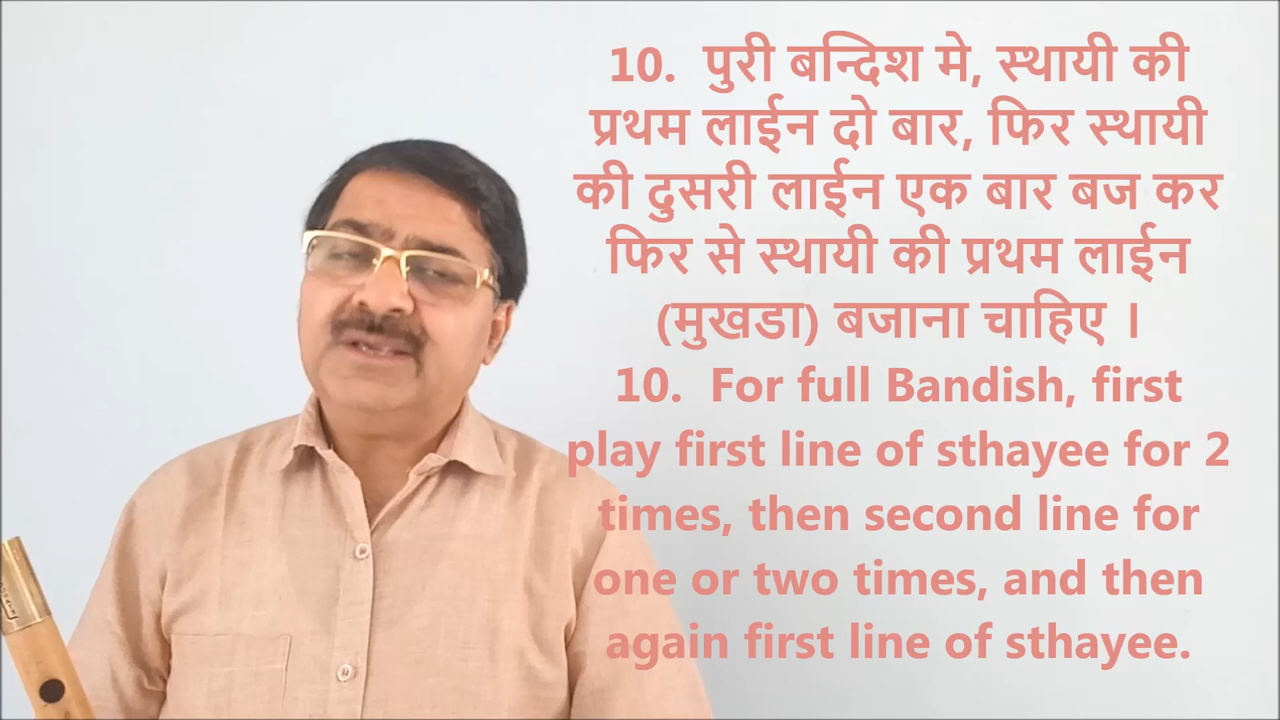 10. पुरी बन्दिश मे, स्थायी की
प्रथम लाईन दो बार, फिर स्थायी
की दुसरी लाईन एक बार बज कर
फिर से स्थायी की प्रथम लाईन
(मुखडा) बजाना चाहिए ।
10. For full Bandish, first
play first line of sthayee for 2
times, then second line for
one or two times, and then
again first line of sthayee.